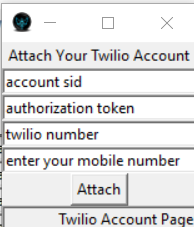 Attach Your Twilio Account
account sid
authorization token
twilio number
enter your mobile number
Attach
Twilio Account Page